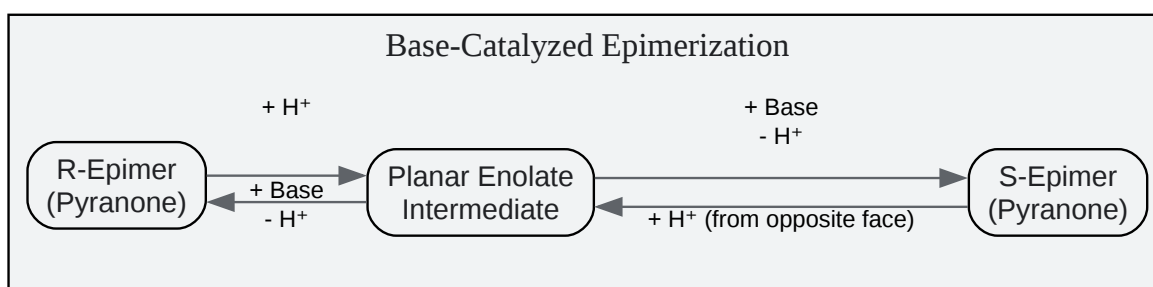 Base-Catalyzed Epimerization
+ H⁺
+ Base
- H⁺
R-Epimer
(Pyranone)
+ Base
- H⁺
Planar Enolate
Intermediate
+ H⁺ (from opposite face)
S-Epimer
(Pyranone)